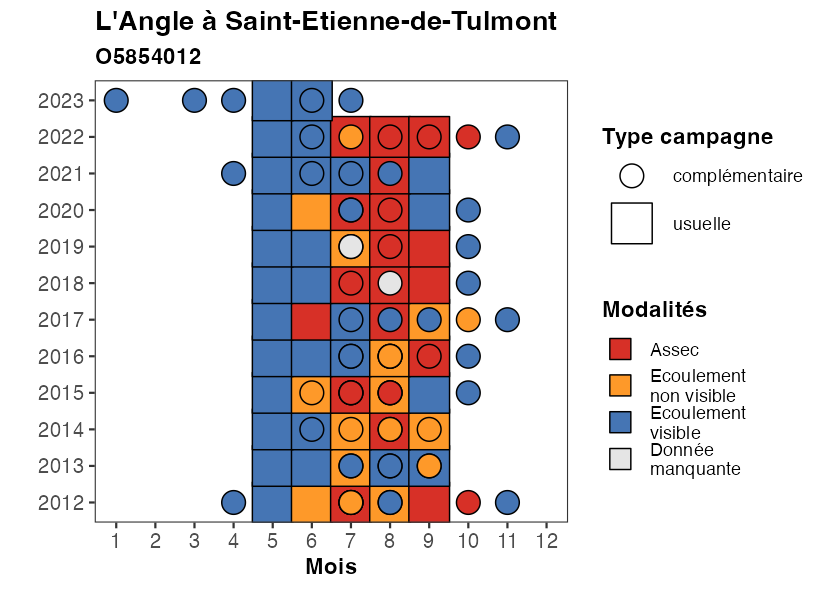 L'Angle à Saint-Etienne-de-Tulmont
O5854012
2023
2022
2021
2020
2019
2018
2017
2016
2015
2014
2013
2012
1 2 3 4 5 6 7 8 9 10 11 12
Mois
Type campagne
complémentaire
usuelle
Modalités
Assec
Ecoulement
non visible
Ecoulement
visible
Donnée
manquante